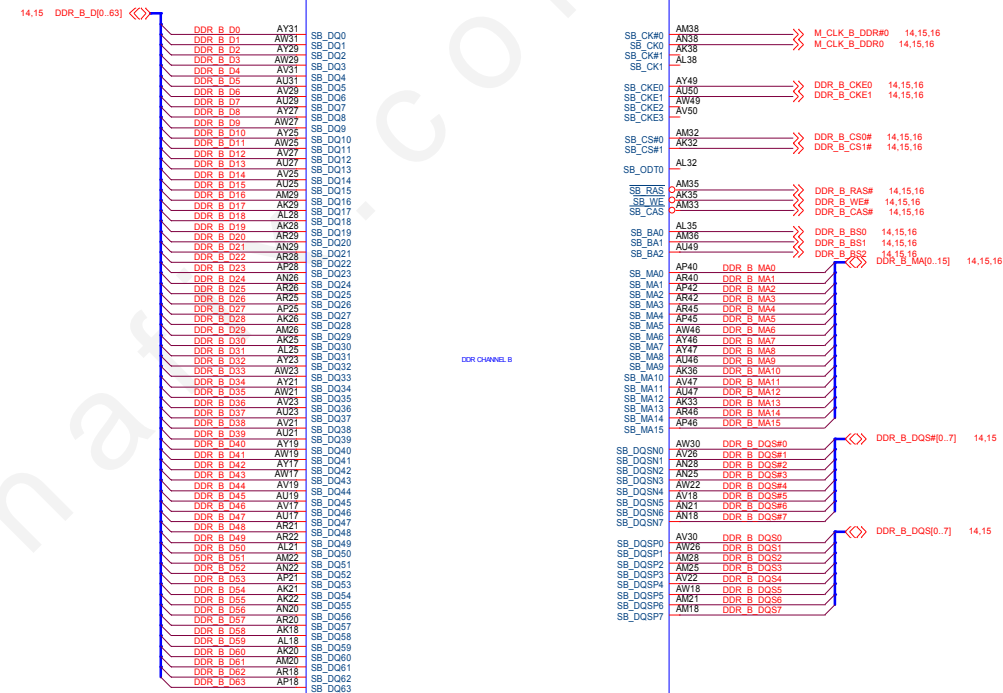 14,15 DDR_B_D[0..63]
DDR_B_D0 AY31 SB_DQ0
DDR_B_D1 AW31 SB_DQ1
DDR_B_D2 AY29 SB_DQ2
DDR_B_D3 AW29 SB_DQ3
DDR_B_D4 AV31 SB_DQ4
DDR_B_D5 AU31 SB_DQ5
DDR_B_D6 AV29 SB_DQ6
DDR_B_D7 AU29 SB_DQ7
DDR_B_D8 AY27 SB_DQ8
DDR_B_D9 AW27 SB_DQ9
DDR_B_D10 AY25 SB_DQ10
DDR_B_D11 AW25 SB_DQ11
DDR_B_D12 AV27 SB_DQ12
DDR_B_D13 AU27 SB_DQ13
DDR_B_D14 AV25 SB_DQ14
DDR_B_D15 AU25 SB_DQ15
DDR_B_D16 AM29 SB_DQ16
DDR_B_D17 AK29 SB_DQ17
DDR_B_D18 AL28 SB_DQ18
DDR_B_D19 AK28 SB_DQ19
DDR_B_D20 AR29 SB_DQ20
DDR_B_D21 AN29 SB_DQ21
DDR_B_D22 AR28 SB_DQ22
DDR_B_D23 AP28 SB_DQ23
DDR_B_D24 AN26 SB_DQ24
DDR_B_D25 AR26 SB_DQ25
DDR_B_D26 AR25 SB_DQ26
DDR_B_D27 AP25 SB_DQ27
DDR_B_D28 AK26 SB_DQ28
DDR_B_D29 AM26 SB_DQ29
DDR_B_D30 AK25 SB_DQ30
DDR_B_D31 AL25 SB_DQ31
DDR_B_D32 AY23 SB_DQ32
DDR_B_D33 AW23 SB_DQ33
DDR_B_D34 AY21 SB_DQ34
DDR_B_D35 AW21 SB_DQ35
DDR_B_D36 AV23 SB_DQ36
DDR_B_D37 AU23 SB_DQ37
DDR_B_D38 AV21 SB_DQ38
DDR_B_D39 AU21 SB_DQ39
DDR_B_D40 AY19 SB_DQ40
DDR_B_D41 AW19 SB_DQ41
DDR_B_D42 AY17 SB_DQ42
DDR_B_D43 AW17 SB_DQ43
DDR_B_D44 AV19 SB_DQ44
DDR_B_D45 AU19 SB_DQ45
DDR_B_D46 AV17 SB_DQ46
DDR_B_D47 AU17 SB_DQ47
DDR_B_D48 AR21 SB_DQ48
DDR_B_D49 AR22 SB_DQ49
DDR_B_D50 AL21 SB_DQ50
DDR_B_D51 AM22 SB_DQ51
DDR_B_D52 AN22 SB_DQ52
DDR_B_D53 AP21 SB_DQ53
DDR_B_D54 AK21 SB_DQ54
DDR_B_D55 AK22 SB_DQ55
DDR_B_D56 AN20 SB_DQ56
DDR_B_D57 AR20 SB_DQ57
DDR_B_D58 AK18 SB_DQ58
DDR_B_D59 AL18 SB_DQ59
DDR_B_D60 AK20 SB_DQ60
DDR_B_D61 AM20 SB_DQ61
DDR_B_D62 AR18 SB_DQ62
DDR_B_D63 AP18 SB_DQ63
DDR CHANNEL B
SB_CK#0 AM38 M_CLK_B_DDR#0 14,15,16
SB_CK0 AN38 M_CLK_B_DDR0 14,15,16
SB_CK#1 AK38
SB_CK1 AL38
SB_CKE0 AY49 DDR_B_CKE0 14,15,16
SB_CKE1 AU50 DDR_B_CKE1 14,15,16
SB_CKE2 AW49
SB_CKE3 AV50
SB_CS#0 AM32 DDR_B_CS0# 14,15,16
SB_CS#1 AK32 DDR_B_CS1# 14,15,16
SB_ODT0 AL32
SB_RAS AM35 DDR_B_RAS# 14,15,16
SB_WE AK35 DDR_B_WE# 14,15,16
SB_CAS AM33 DDR_B_CAS# 14,15,16
SB_BA0 AL35 DDR_B_BS0 14,15,16
SB_BA1 AM36 DDR_B_BS1 14,15,16
SB_BA2 AU49 DDR_B_BS2 14,15,16
DDR_B_MA[0..15] 14,15,16
SB_MA0 AP40 DDR_B_MA0
SB_MA1 AR40 DDR_B_MA1
SB_MA2 AP42 DDR_B_MA2
SB_MA3 AR42 DDR_B_MA3
SB_MA4 AR45 DDR_B_MA4
SB_MA5 AP45 DDR_B_MA5
SB_MA6 AW46 DDR_B_MA6
SB_MA7 AY46 DDR_B_MA7
SB_MA8 AY47 DDR_B_MA8
SB_MA9 AU46 DDR_B_MA9
SB_MA10 AK36 DDR_B_MA10
SB_MA11 AV47 DDR_B_MA11
SB_MA12 AU47 DDR_B_MA12
SB_MA13 AK33 DDR_B_MA13
SB_MA14 AR46 DDR_B_MA14
SB_MA15 AP46 DDR_B_MA15
DDR_B_DQS#[0..7] 14,15
SB_DQSN0 AW30 DDR_B_DQS#0
SB_DQSN1 AV26 DDR_B_DQS#1
SB_DQSN2 AN28 DDR_B_DQS#2
SB_DQSN3 AN25 DDR_B_DQS#3
SB_DQSN4 AW22 DDR_B_DQS#4
SB_DQSN5 AV18 DDR_B_DQS#5
SB_DQSN6 AN21 DDR_B_DQS#6
SB_DQSN7 AN18 DDR_B_DQS#7
DDR_B_DQS[0..7] 14,15
SB_DQSP0 AV30 DDR_B_DQS0
SB_DQSP1 AW26 DDR_B_DQS1
SB_DQSP2 AM28 DDR_B_DQS2
SB_DQSP3 AM25 DDR_B_DQS3
SB_DQSP4 AV22 DDR_B_DQS4
SB_DQSP5 AW18 DDR_B_DQS5
SB_DQSP6 AM21 DDR_B_DQS6
SB_DQSP7 AM18 DDR_B_DQS7